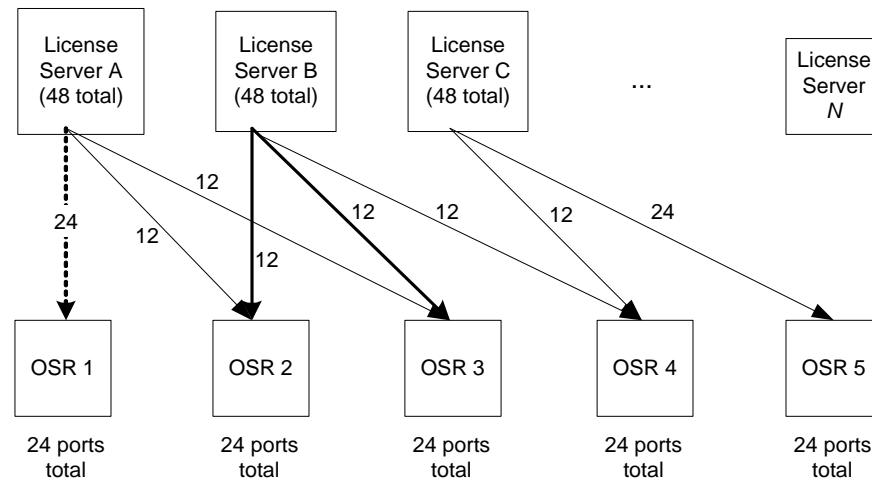 License
Server A
(48 total)
License
Server B
(48 total)
License
Server C
(48 total)
...
License
Server
N
12
24
12
12
12
12
12
24
OSR 1
OSR 2
OSR 3
OSR 4
OSR 5
24 ports
total
24 ports
total
24 ports
total
24 ports
total
24 ports
total